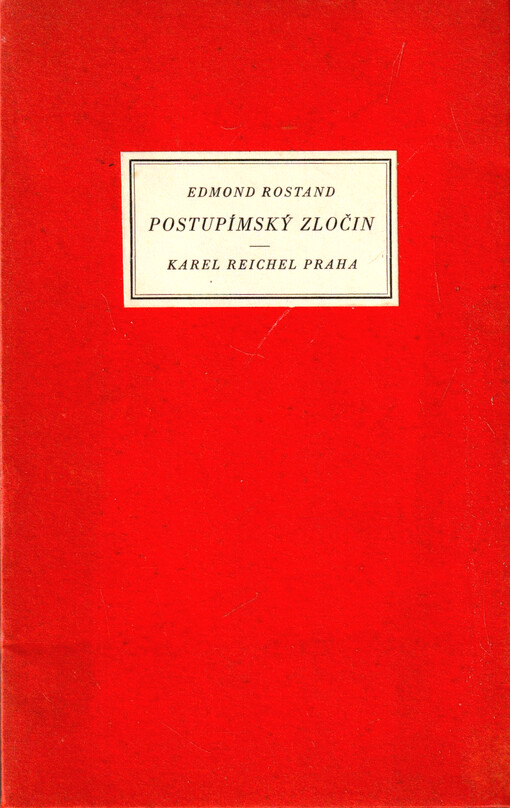 EDMOND ROSTAND
POSTUPÍMSKÝ ZLOČIN
KAREL REICHEL PRAHA